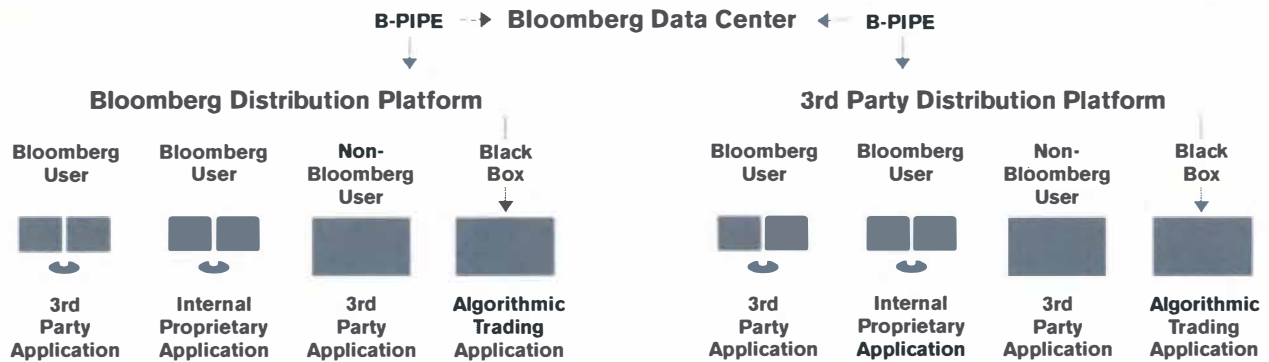 B-PIPE Bloomberg Data Center B-PIPE
Bloomberg Distribution Platform
Bloomberg
User
Bloomberg
User
Non-
Bloomberg
User
Black
Box
3rd
Party
Application
Internal
Proprietary
Application
3rd
Party
Application
Algorithmic
Trading
Application
3rd Party Distribution Platform
Bloomberg
User
Bloomberg
User
Non-
Bloomberg
User
Black
Box
3rd
Party
Application
Internal
Proprietary
Application
3rd
Party
Application
Algorithmic
Trading
Application